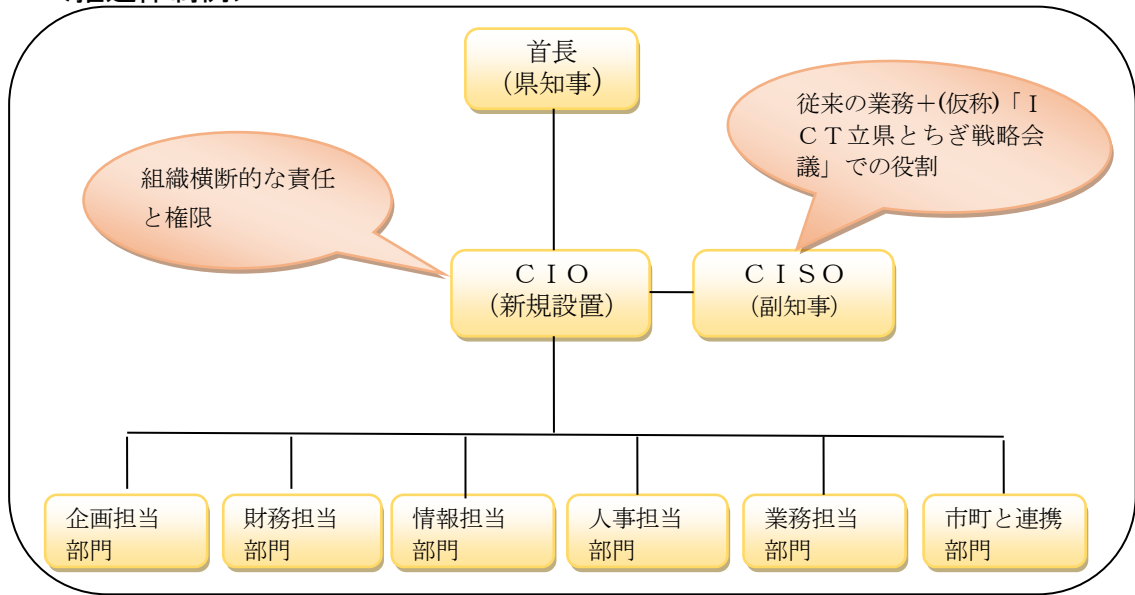 首長
(県知事)
従来の業務＋(仮称)「Ｉ
ＣＴ立県とちぎ戦略会
議」での役割
組織横断的な責任
と権限
ＣＩＯ
(新規設置)
ＣＩＳＯ
(副知事)
企画担当
部門
財務担当
部門
情報担当
部門
人事担当
部門
業務担当
部門
市町と連携
部門